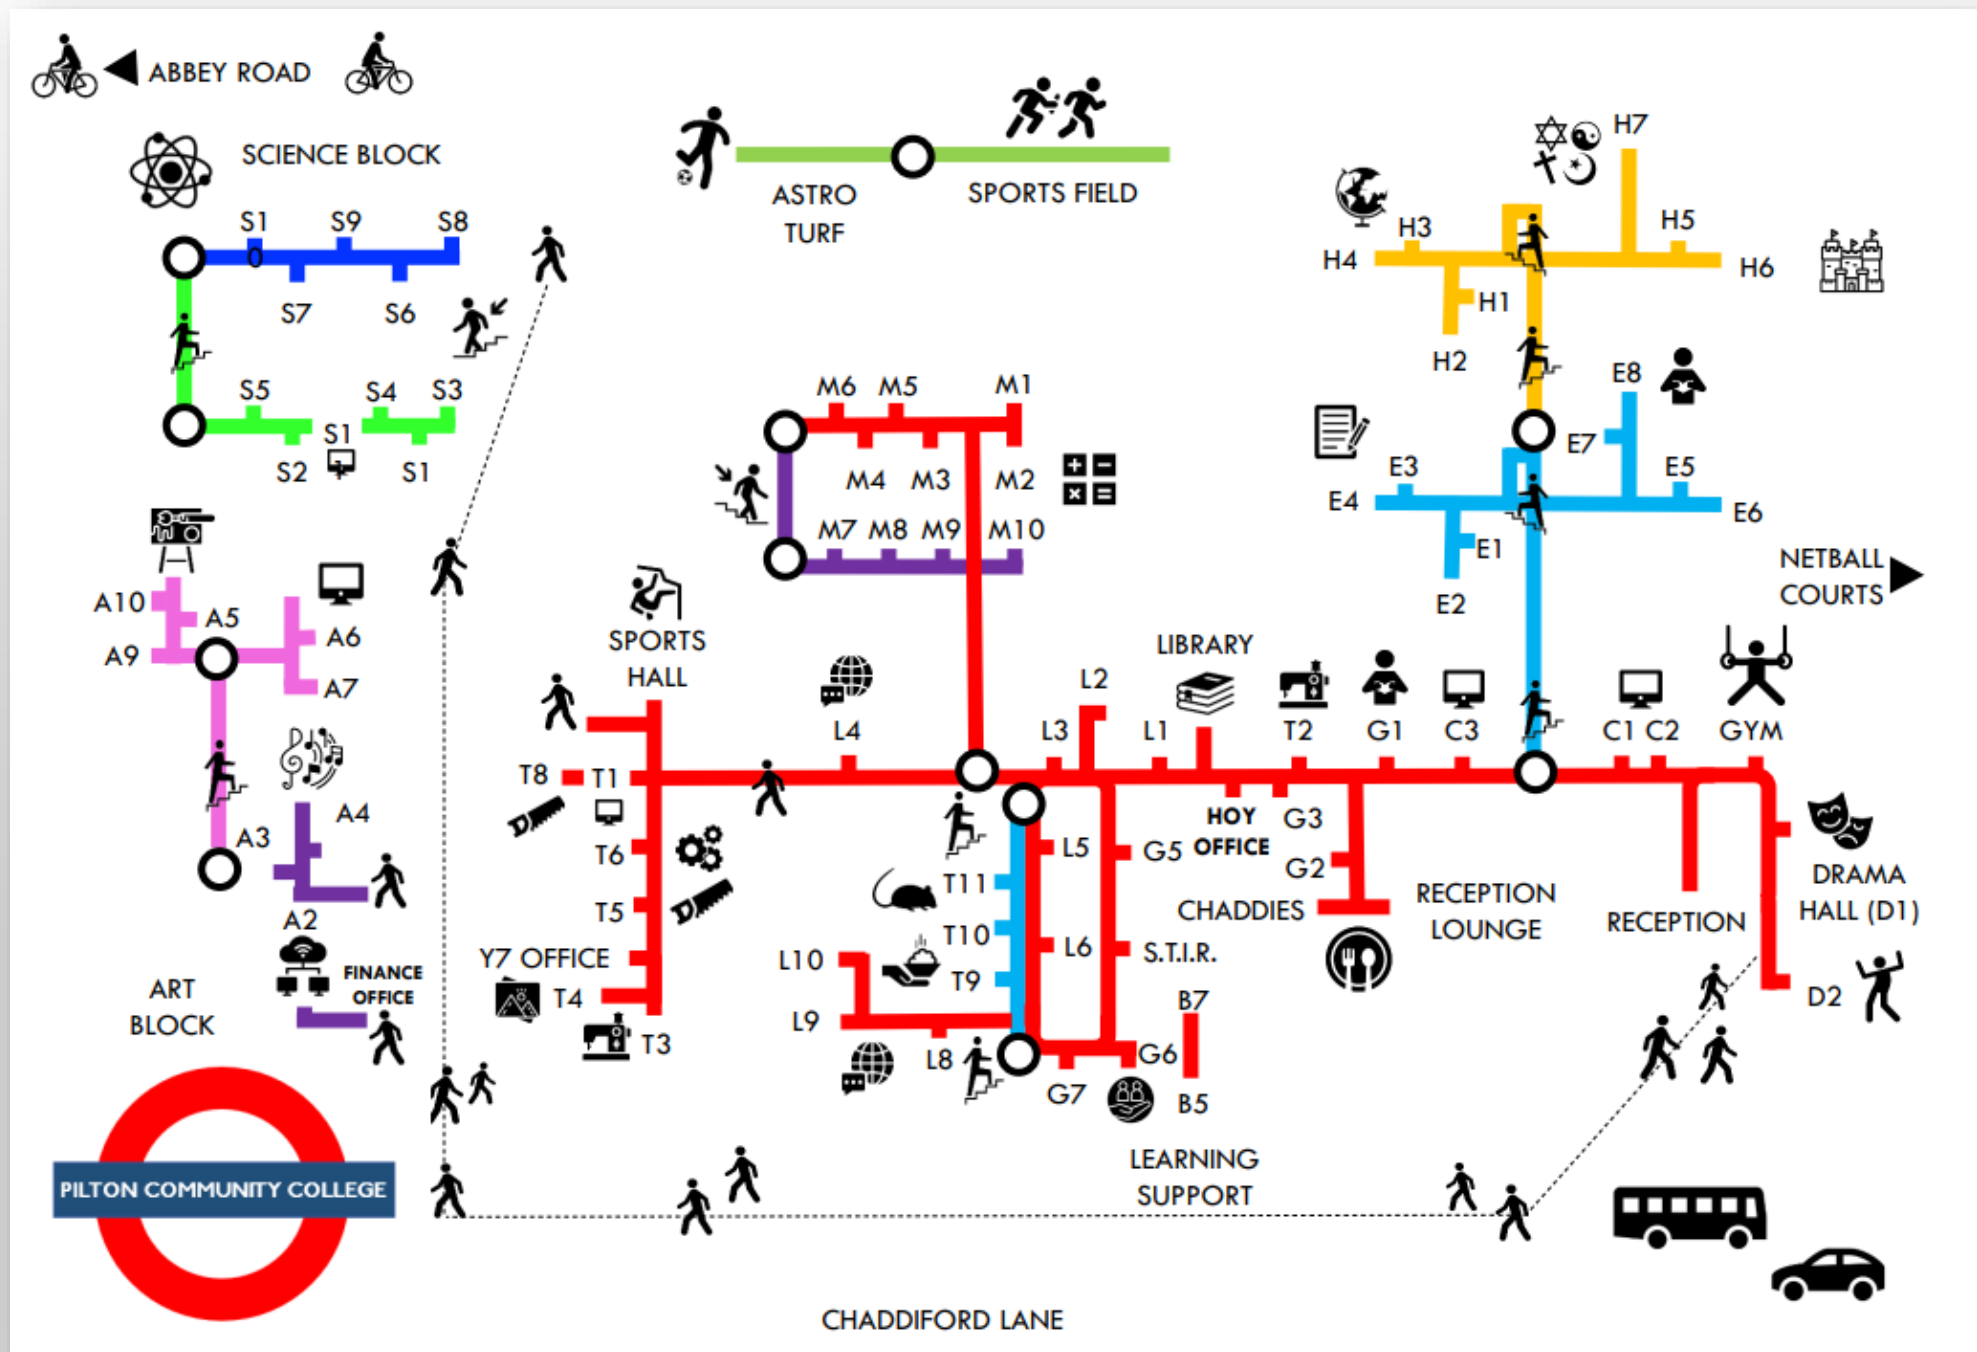 ABBEY ROAD
SCIENCE BLOCK
S1
0
S9
S8
S7
S6
S5
S4
S3
S1
1
S2
S1
ASTRO
TURF
SPORTS FIELD
H7
H3
H5
H4
H6
H1
H2
E8
E7
E3
E5
E4
E6
E1
E2
NETBALL
COURTS
M6
M5
M1
M4
M3
M2
M7
M8
M9
M10
A10
A5
A6
A9
A7
A3
A4
A2
FINANCE
OFFICE
ART
BLOCK
SPORTS
HALL
LIBRARY
L4
L3
L2
L1
T2
G1
C3
C1
C2
GYM
T8
T1
T6
T5
Y7 OFFICE
T4
T3
T11
T10
T9
L5
L6
L10
L9
L8
G5
S.T.I.R.
HOY
OFFICE
G3
G2
CHADDIES
RECEPTION
LOUNGE
RECEPTION
DRAMA
HALL (D1)
D2
B7
G6
G7
B5
LEARNING
SUPPORT
PILTON COMMUNITY COLLEGE
CHADDIFORD LANE